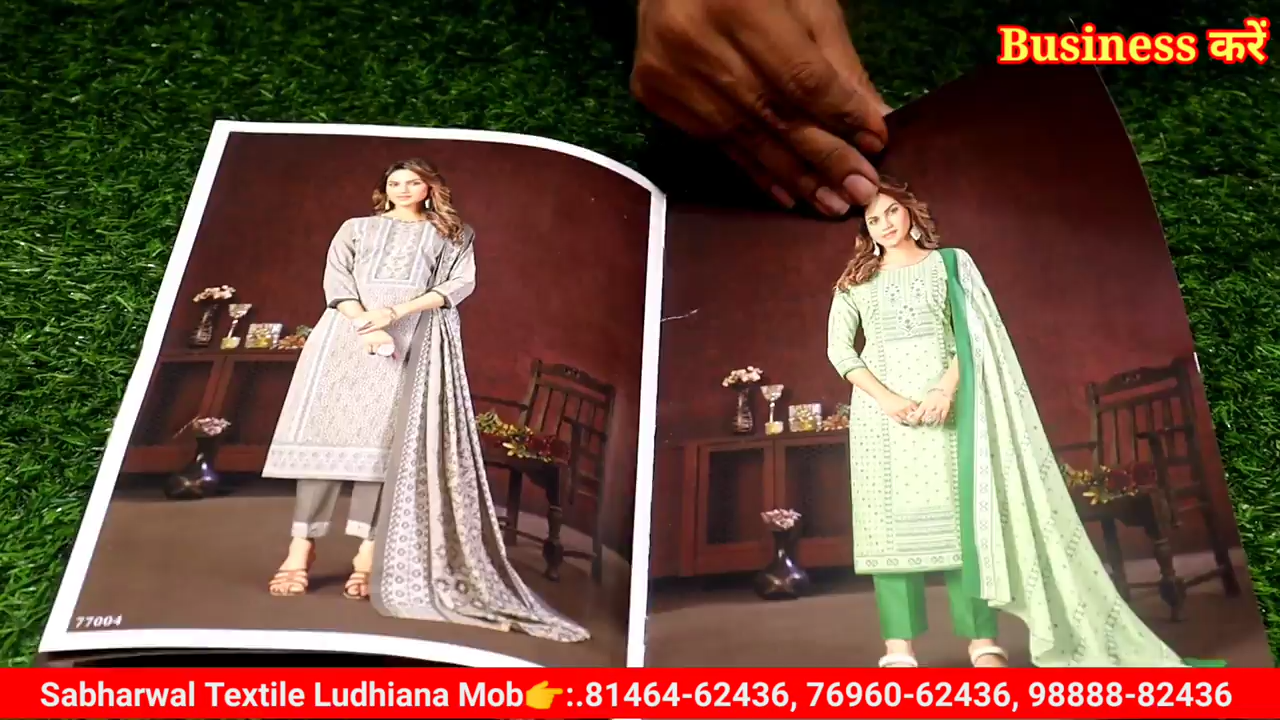 Business करें
77004
Sabharwal Textile Ludhiana Mob👉:.81464-62436, 76960-62436, 98888-82436